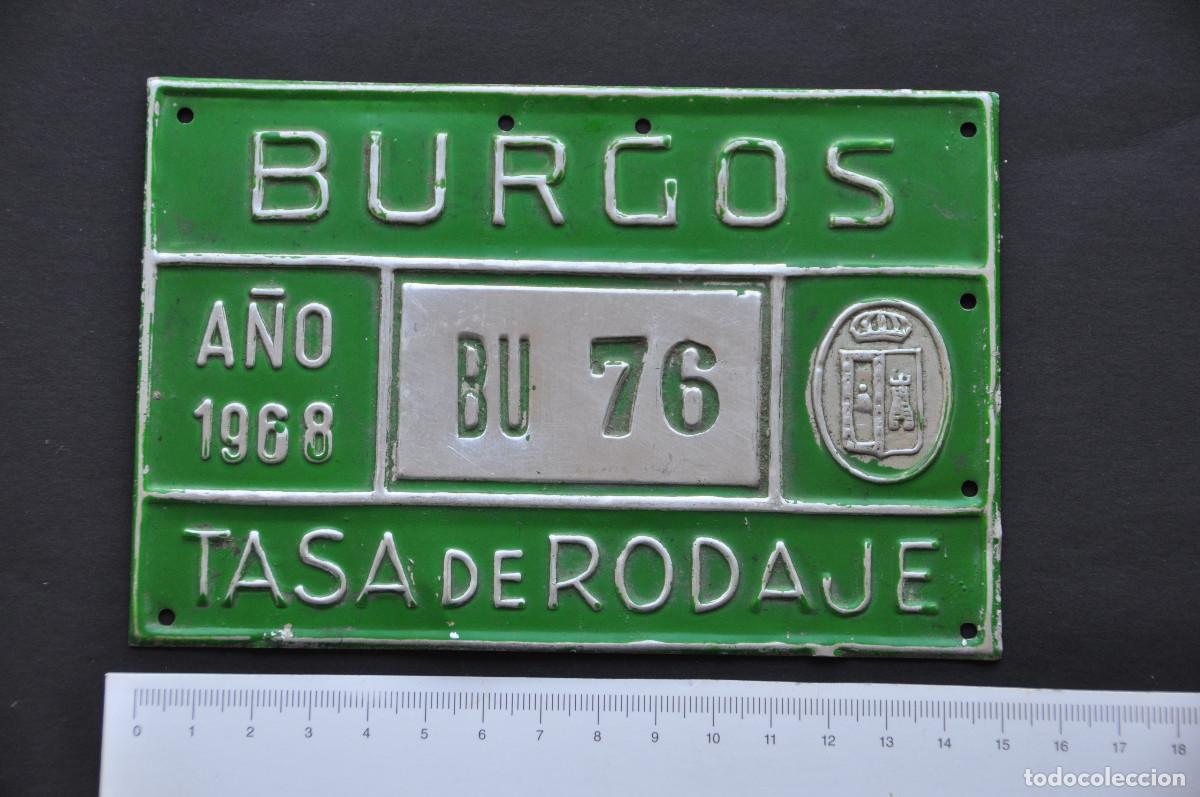 BURGOS
AÑO
1968
BU 76
TASA DE RODAJE
0 1 2 3 4 5 6 7 8 9 10 11 12 13 14 15 16 17 18
todocoleccion